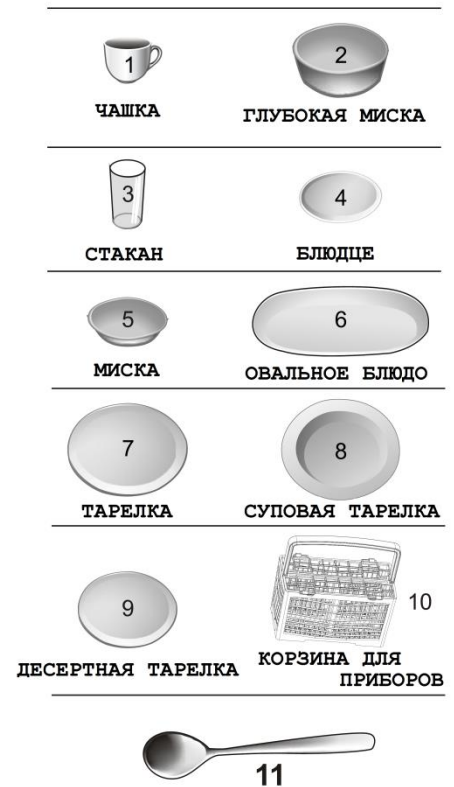 1
2
ЧАШКА
ГЛУБОКАЯ МИСКА
3
4
СТАКАН
БЛЮДЦЕ
5
6
МИСКА
ОВАЛЬНОЕ БЛЮДО
7
8
ТАРЕЛКА
СУПОВАЯ ТАРЕЛКА
9
10
ДЕСЕРТНАЯ ТАРЕЛКА
КОРЗИНА ДЛЯ
ПРИБОРОВ
11